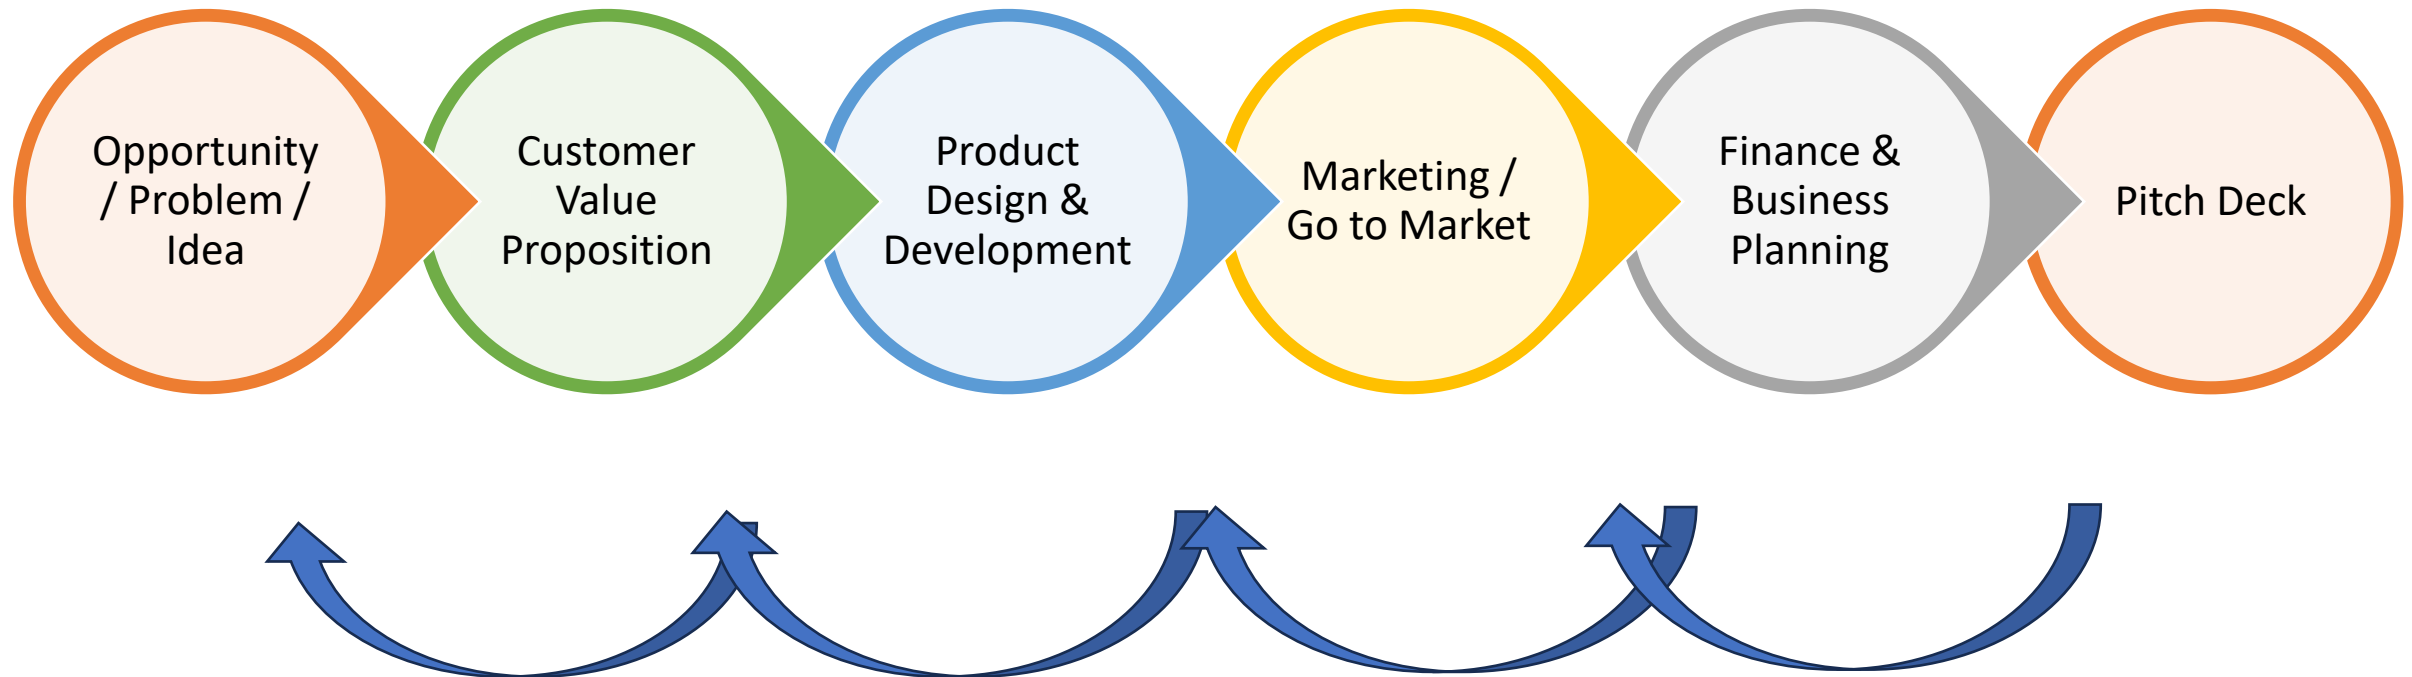 Opportunity
/ Problem /
Idea
Customer
Value
Proposition
Product
Design &
Development
Marketing /
Go to Market
Finance &
Business
Planning
Pitch Deck